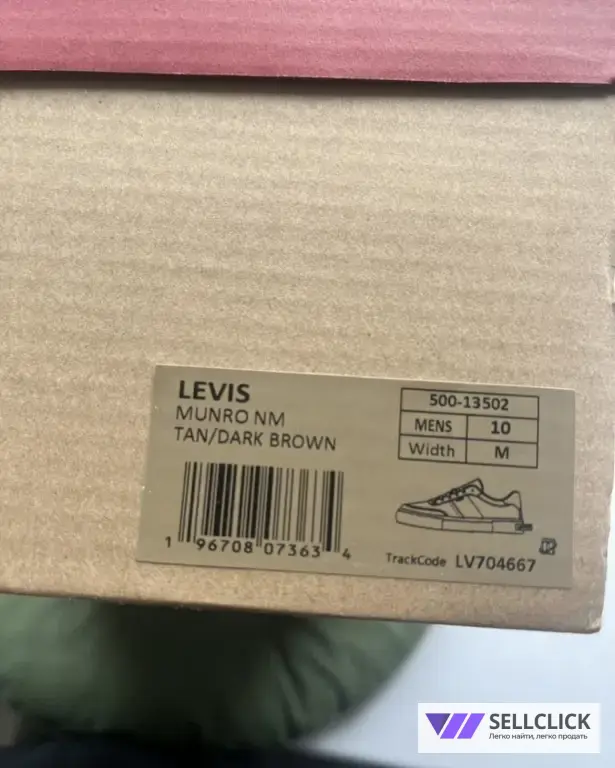 LEVIS
MUNRO NM
TAN/DARK BROWN
500-13502
MENS 10
Width M
1 96708 07363 4
TrackCode LV704667
12
SELLCLICK
Легко найти, легко продать